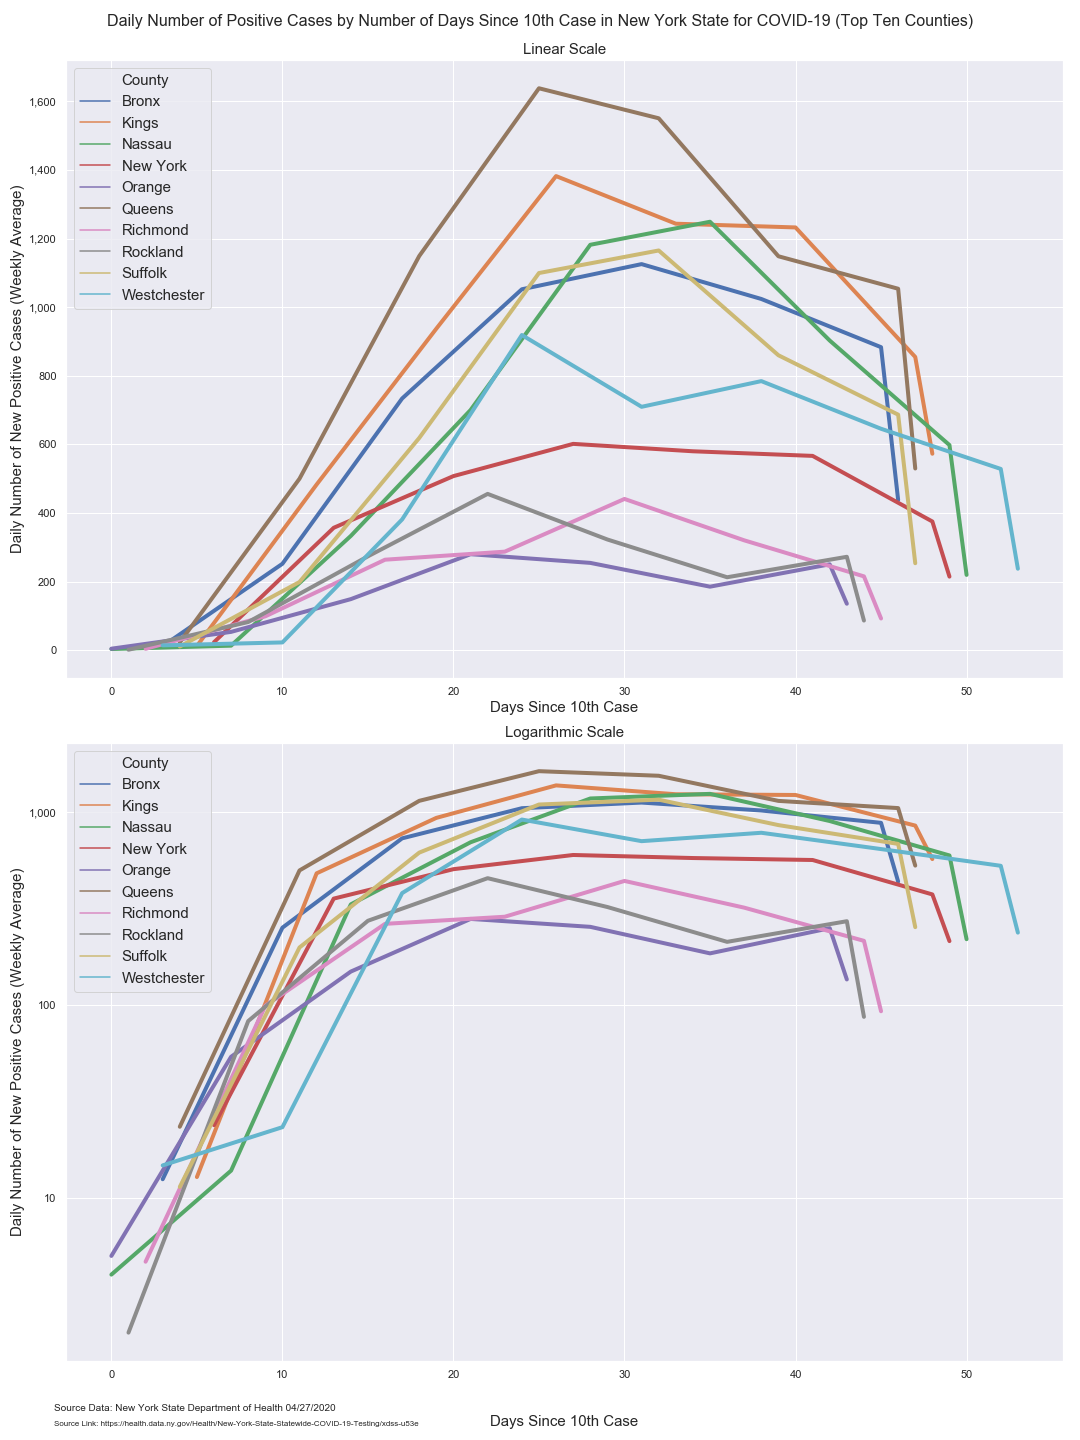 Daily Number of Positive Cases by Number of Days Since 10th Case in New York State for COVID-19 (Top Ten Counties)
Linear Scale
Daily Number of New Positive Cases (Weekly Average)
County
Bronx
Kings
Nassau
New York
Orange
Queens
Richmond
Rockland
Suffolk
Westchester
1,600
1,400
1,200
1,000
800
600
400
200
0
0 10 20 30 40 50
Days Since 10th Case
Logarithmic Scale
Daily Number of New Positive Cases (Weekly Average)
County
Bronx
Kings
Nassau
New York
Orange
Queens
Richmond
Rockland
Suffolk
Westchester
1,000
100
10
0 10 20 30 40 50
Days Since 10th Case
Source Data: New York State Department of Health 04/27/2020
Source Link: https://health.data.ny.gov/Health/New-York-State-Statewide-COVID-19-Testing/xdss-u53e